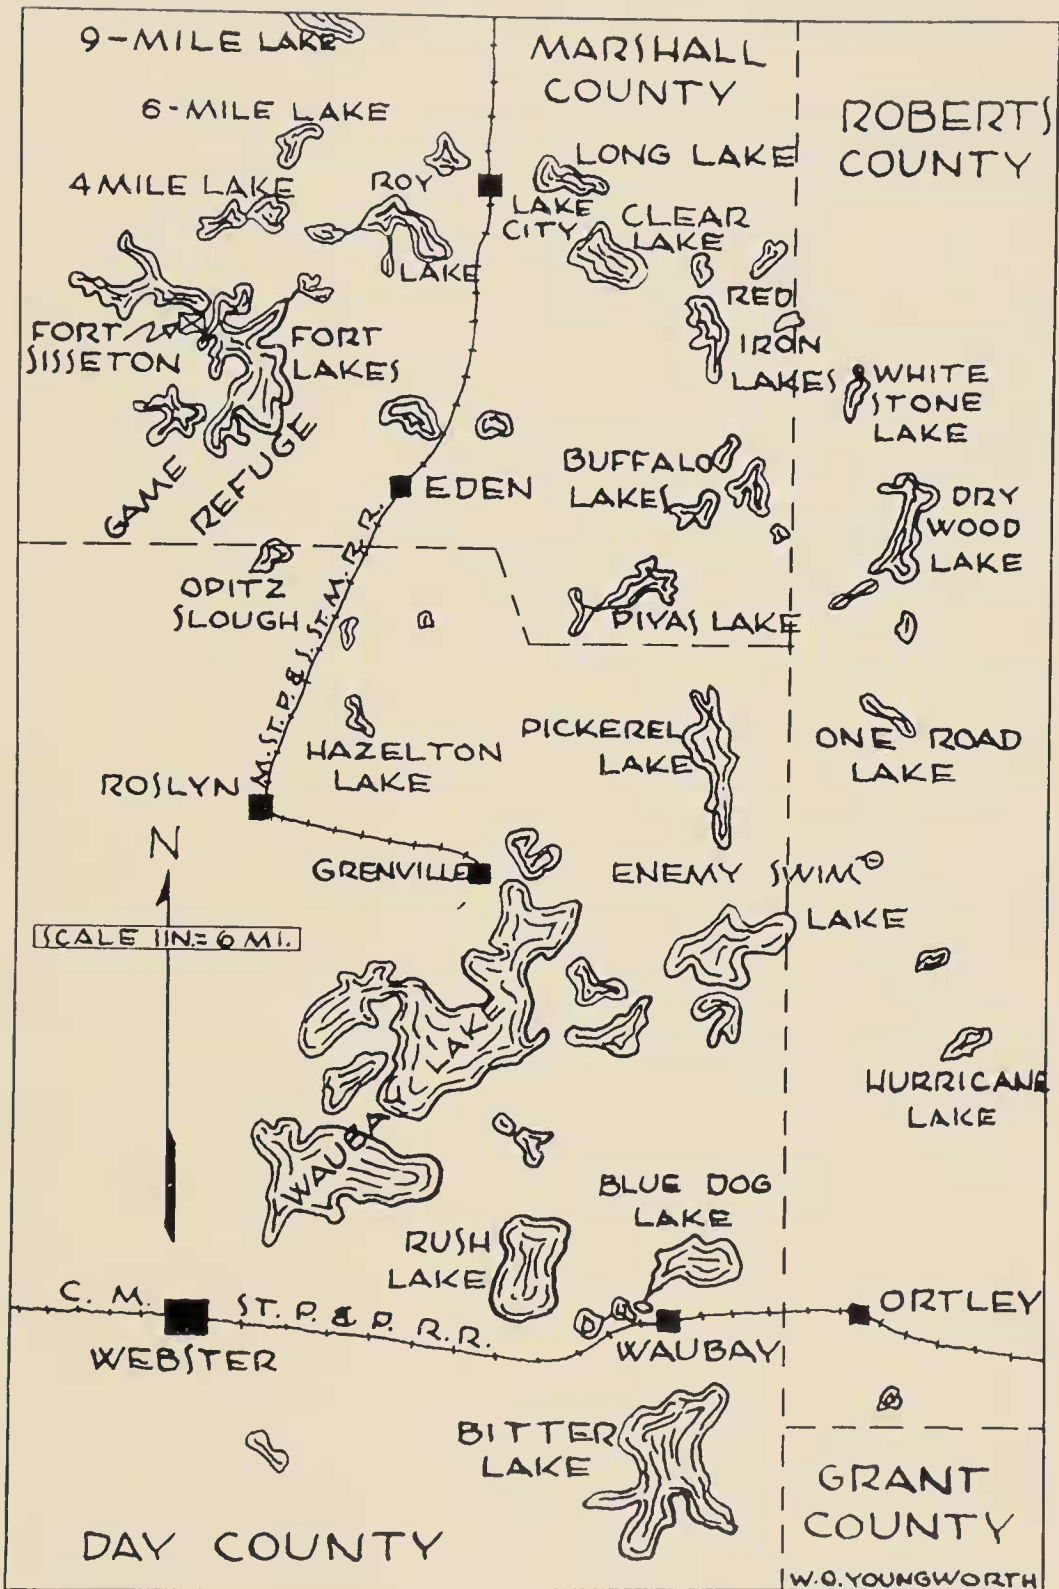 9-MILE LAKE
MARSHALL
COUNTY
ROBERTS
COUNTY
6-MILE LAKE
LONG LAKE
4 MILE LAKE
ROY
LAKE
LAKE
CITY
CLEAR
LAKE
RED
IRON
LAKES
FORT
SISSETON
FORT
LAKES
WHITE
STONE
LAKE
GAME
REFUGE
EDEN
BUFFALO
LAKES
DRY
WOOD
LAKE
OPITZ
SLOUGH
M. ST. P. & S. ST. M. R. R.
PIYAS LAKE
HAZELTON
LAKE
PICKEREL
LAKE
ONE ROAD
LAKE
ROSLYN
N
GRENVILLE
ENEMY SWIM
LAKE
SCALE 1 IN. = 6 MI.
WAUBAY LAKE
HURRICANE
LAKE
BLUE DOG
LAKE
RUSH
LAKE
C. M. ST. P. & P. R. R.
WEBSTER
WAUBAY
ORTLEY
BITTER
LAKE
GRANT
COUNTY
DAY COUNTY
W.O. YOUNGWORTH